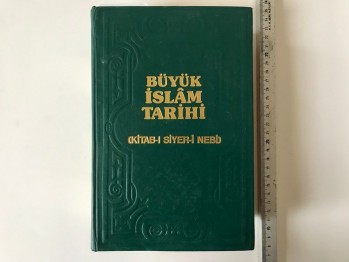 BÜYÜK
İSLÂM
TARİHİ
(KİTAB-I SİYER-İ NEBİ)